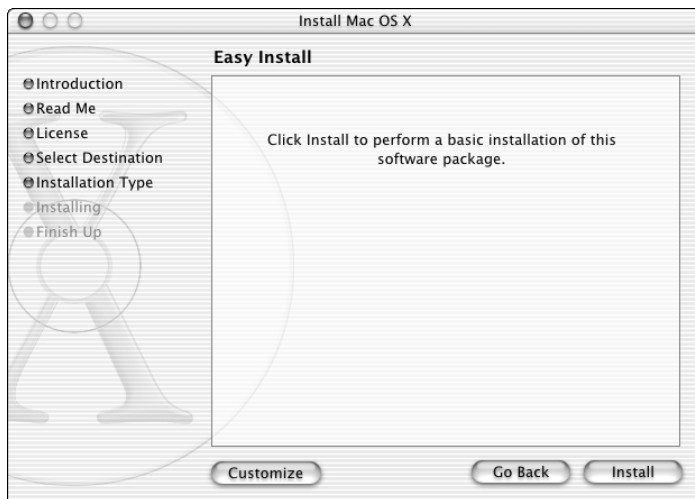 Install Mac OS X
Easy Install
Introduction
Read Me
License
Select Destination
Installation Type
Installing
Finish Up
Click Install to perform a basic installation of this
software package.
Customize
Go Back
Install